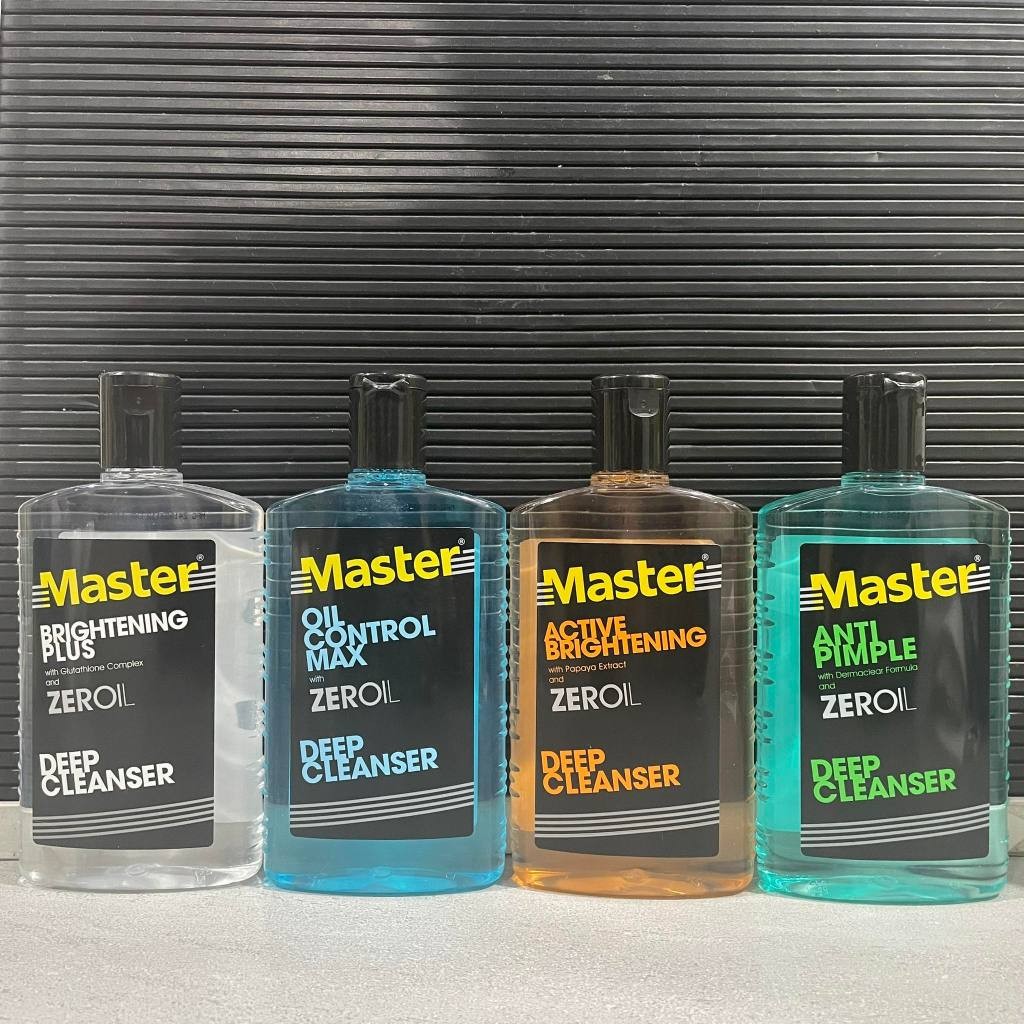 Master®
BRIGHTENING
PLUS
with Glutathione Complex
and
ZEROIL
DEEP
CLEANSER
Master®
OIL
CONTROL
MAX
with
ZEROIL
DEEP
CLEANSER
Master®
ACTIVE
BRIGHTENING
with Papaya Extract
and
ZEROIL
DEEP
CLEANSER
Master®
ANTI
PIMPLE
with Dermaclear Formula
and
ZEROIL
DEEP
CLEANSER